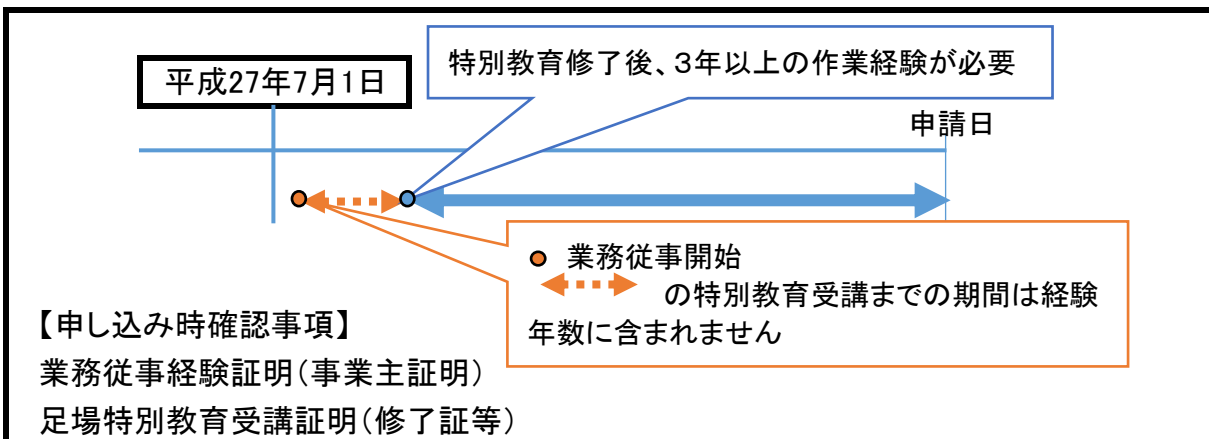 平成27年7月1日
特別教育修了後、3年以上の作業経験が必要
申請日
業務従事開始
の特別教育受講までの期間は経験
年数に含まれません
【申し込み時確認事項】
業務従事経験証明(事業主証明)
足場特別教育受講証明(修了証等)